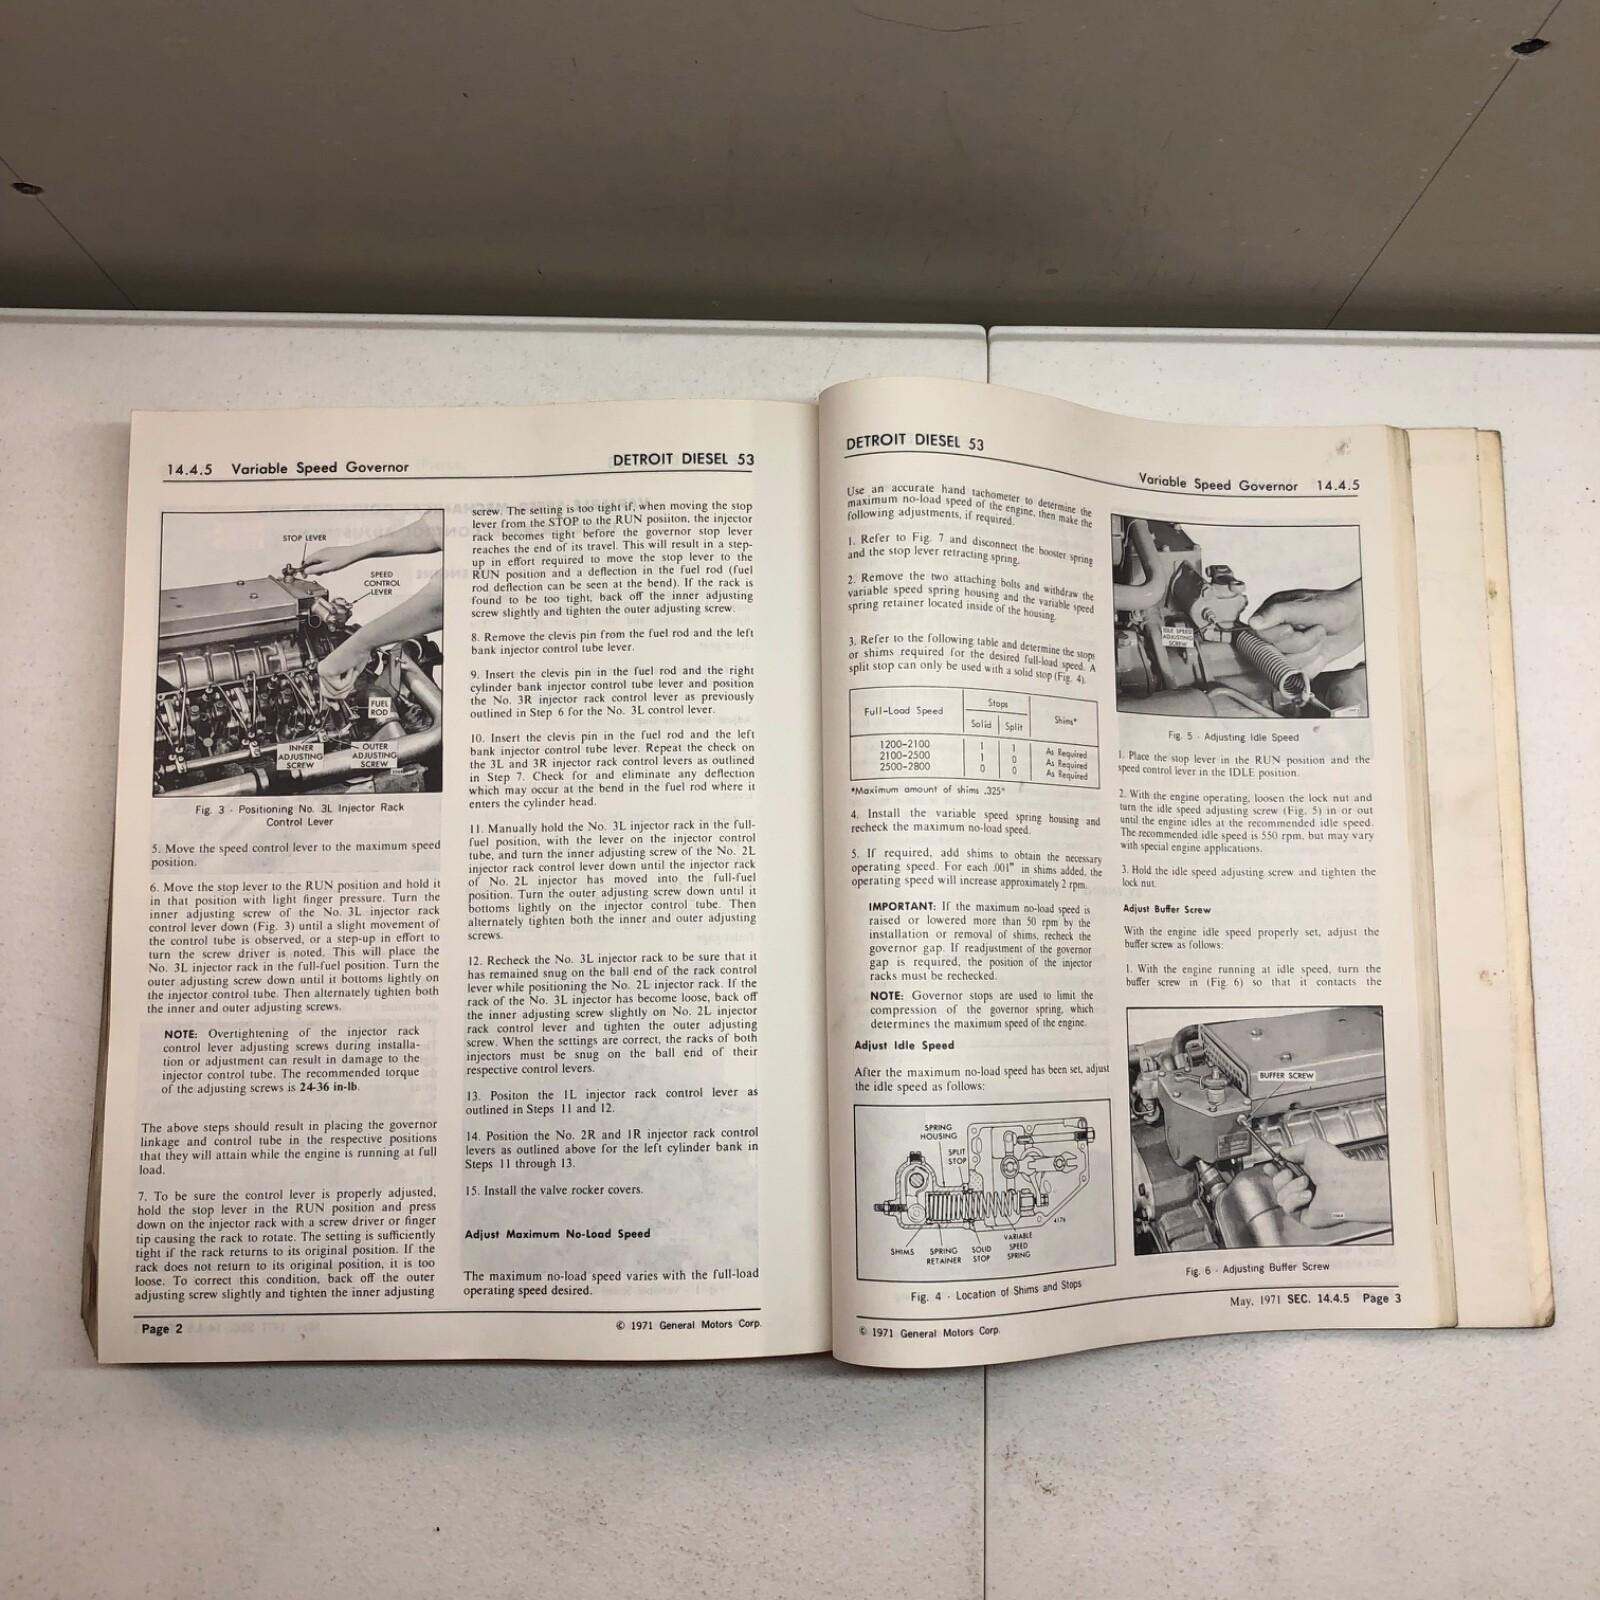 14.4.5 Variable Speed Governor
DETROIT DIESEL 53
STOP LEVER
SPEED
CONTROL
LEVER
FUEL
ROD
INNER
ADJUSTING
SCREW
OUTER
ADJUSTING
SCREW
Fig. 3 - Positioning No. 3L Injector Rack
Control Lever
5. Move the speed control lever to the maximum speed
position.
6. Move the stop lever to the RUN position and hold it
in that position with light finger pressure. Turn the
inner adjusting screw of the No. 3L injector rack
control lever down (Fig. 3) until a slight movement of
the control tube is observed, or a step-up in effort to
turn the screw driver is noted. This will place the
No. 3L injector rack in the full-fuel position. Turn the
outer adjusting screw down until it bottoms lightly on
the injector control tube. Then alternately tighten both
the inner and outer adjusting screws.
NOTE: Overtightening of the injector rack
control lever adjusting screws during installa-
tion or adjustment can result in damage to the
injector control tube. The recommended torque
of the adjusting screws is 24-36 in-lb.
The above steps should result in placing the governor
linkage and control tube in the respective positions
that they will attain while the engine is running at full
load.
7. To be sure the control lever is properly adjusted,
hold the stop lever in the RUN position and press
down on the injector rack with a screw driver or finger
tip causing the rack to rotate. The setting is sufficiently
tight if the rack returns to its original position. If the
rack does not return to its original position, it is too
loose. To correct this condition, back off the outer
adjusting screw slightly and tighten the inner adjusting
screw. The setting is too tight if, when moving the stop
lever from the STOP to the RUN posiiton, the injector
rack becomes tight before the governor stop lever
reaches the end of its travel. This will result in a step-
up in effort required to move the stop lever to the
RUN position and a deflection in the fuel rod (fuel
rod deflection can be seen at the bend). If the rack is
found to be too tight, back off the inner adjusting
screw slightly and tighten the outer adjusting screw.
8. Remove the clevis pin from the fuel rod and the left
bank injector control tube lever.
9. Insert the clevis pin in the fuel rod and the right
cylinder bank injector control tube lever and position
the No. 3R injector rack control lever as previously
outlined in Step 6 for the No. 3L control lever.
10. Insert the clevis pin in the fuel rod and the left
bank injector control tube lever. Repeat the check on
the 3L and 3R injector rack control levers as outlined
in Step 7. Check for and eliminate any deflection
which may occur at the bend in the fuel rod where it
enters the cylinder head.
11. Manually hold the No. 3L injector rack in the full-
fuel position, with the lever on the injector control
tube, and turn the inner adjusting screw of the No. 2L
injector rack control lever down until the injector rack
of No. 2L injector has moved into the full-fuel
position. Turn the outer adjusting screw down until it
bottoms lightly on the injector control tube. Then
alternately tighten both the inner and outer adjusting
screws.
12. Recheck the No. 3L injector rack to be sure that it
has remained snug on the ball end of the rack control
lever while positioning the No. 2L injector rack. If the
rack of the No. 3L injector has become loose, back off
the inner adjusting screw slightly on No. 2L injector
rack control lever and tighten the outer adjusting
screw. When the settings are correct, the racks of both
injectors must be snug on the ball end of their
respective control levers.
13. Positon the 1L injector rack control lever as
outlined in Steps 11 and 12.
14. Position the No. 2R and 1R injector rack control
levers as outlined above for the left cylinder bank in
Steps 11 through 13.
15. Install the valve rocker covers.
Adjust Maximum No-Load Speed
The maximum no-load speed varies with the full-load
operating speed desired.
Page 2
© 1971 General Motors Corp.
DETROIT DIESEL 53
Variable Speed Governor 14.4.5
Use an accurate hand tachometer to determine the
maximum no-load speed of the engine, then make the
following adjustments, if required.
1. Refer to Fig. 7 and disconnect the booster spring
and the stop lever retracting spring.
2. Remove the two attaching bolts and withdraw the
variable speed spring housing and the variable speed
spring retainer located inside of the housing.
3. Refer to the following table and determine the stops
or shims required for the desired full-load speed. A
split stop can only be used with a solid stop (Fig. 4).
Full-Load Speed Stops Shims*
Solid Split
1200-2100 1 1 As Required
2100-2500 1 0 As Required
2500-2800 0 0 As Required
*Maximum amount of shims .325"
4. Install the variable speed spring housing and
recheck the maximum no-load speed.
5. If required, add shims to obtain the necessary
operating speed. For each .001" in shims added, the
operating speed will increase approximately 2 rpm.
IMPORTANT: If the maximum no-load speed is
raised or lowered more than 50 rpm by the
installation or removal of shims, recheck the
governor gap. If readjustment of the governor
gap is required, the position of the injector
racks must be rechecked.
NOTE: Governor stops are used to limit the
compression of the governor spring, which
determines the maximum speed of the engine.
Adjust Idle Speed
After the maximum no-load speed has been set, adjust
the idle speed as follows:
SPRING
HOUSING
SPLIT
STOP
SHIMS
SPRING
RETAINER
SOLID
STOP
VARIABLE
SPEED
SPRING
4176
Fig. 4 - Location of Shims and Stops
IDLE SPEED
ADJUSTING
SCREW
Fig. 5 - Adjusting Idle Speed
1. Place the stop lever in the RUN position and the
speed control lever in the IDLE position.
2. With the engine operating, loosen the lock nut and
turn the idle speed adjusting screw (Fig. 5) in or out
until the engine idles at the recommended idle speed.
The recommended idle speed is 550 rpm, but may vary
with special engine applications.
3. Hold the idle speed adjusting screw and tighten the
lock nut.
Adjust Buffer Screw
With the engine idle speed properly set, adjust the
buffer screw as follows:
1. With the engine running at idle speed, turn the
buffer screw in (Fig. 6) so that it contacts the
BUFFER SCREW
Fig. 6 - Adjusting Buffer Screw
© 1971 General Motors Corp.
May, 1971 SEC. 14.4.5 Page 3